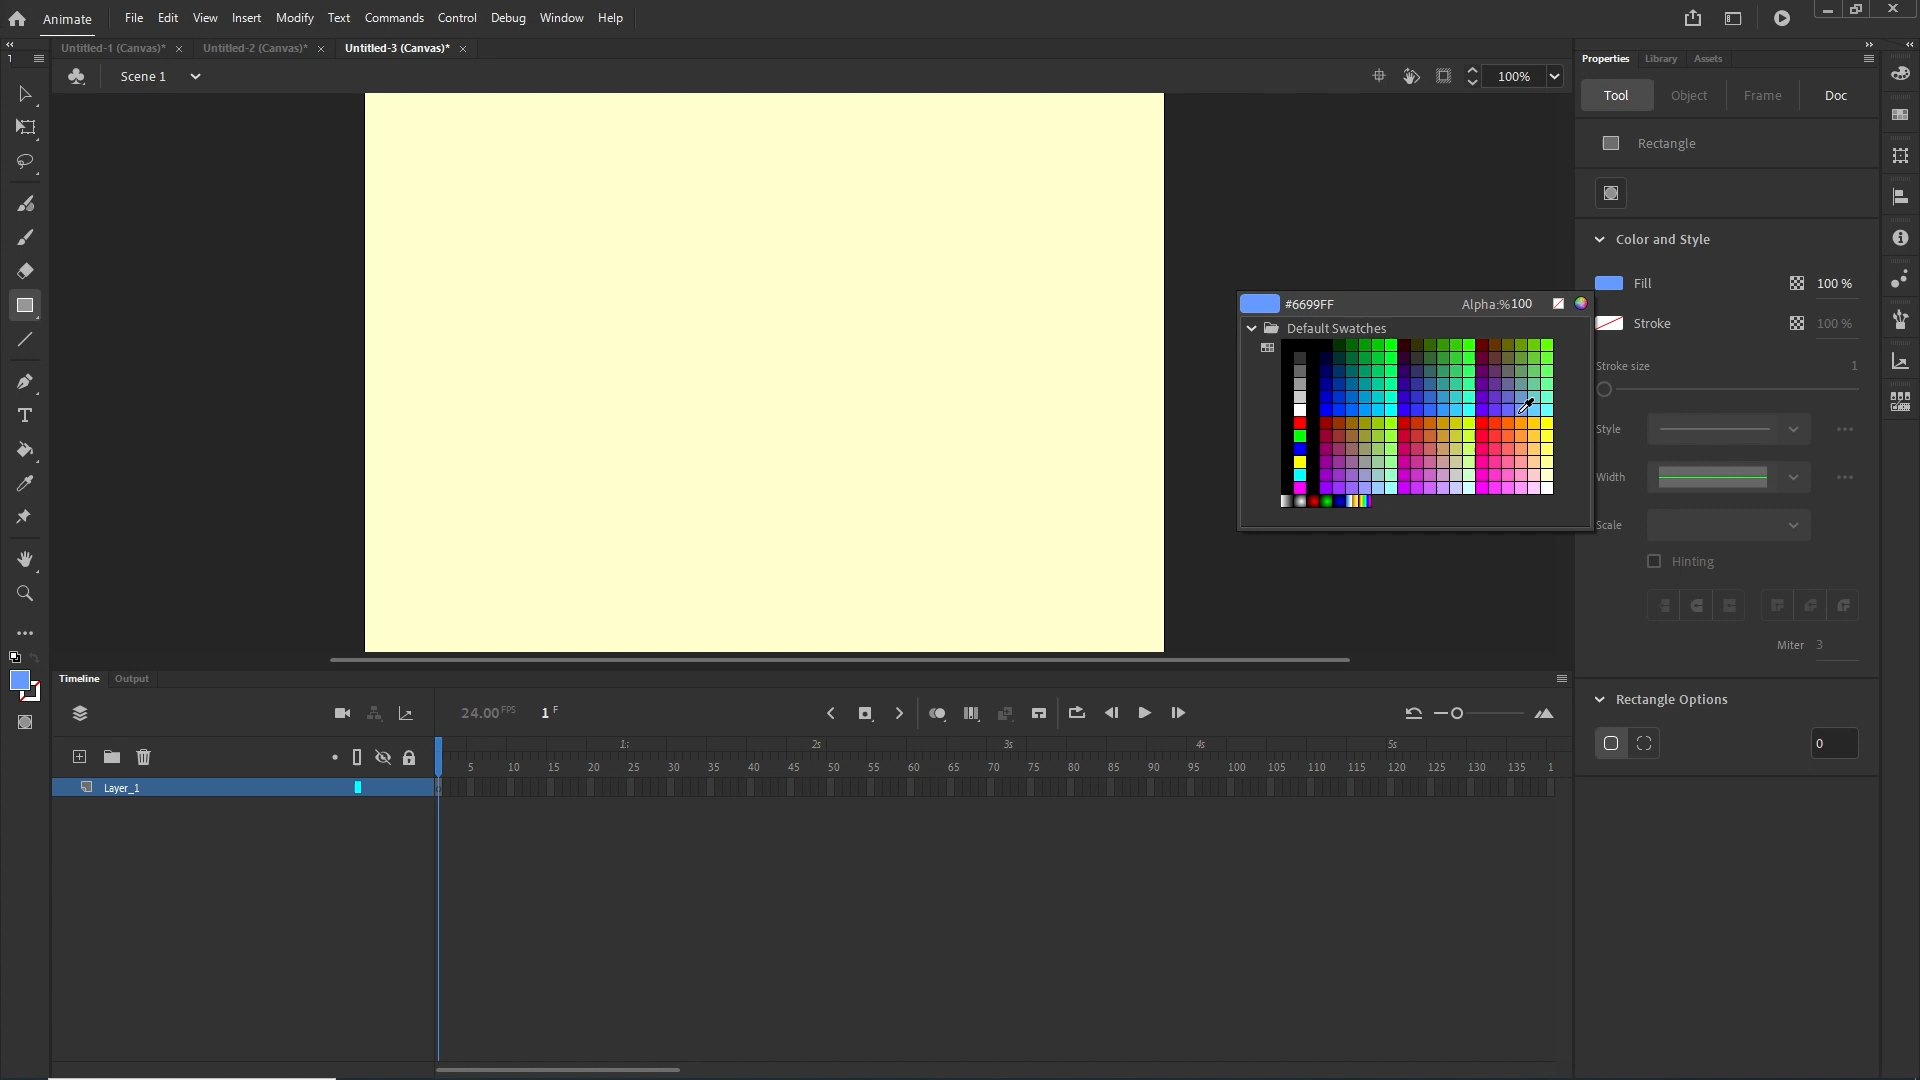 Animate File Edit View Insert Modify Text Commands Control Debug Window Help
Untitled-1 (Canvas)* Untitled-2 (Canvas)* Untitled-3 (Canvas)*
Scene 1 100%
Properties Library Assets
Tool Object Frame Doc
Rectangle
Color and Style
Fill 100 %
#6699FF Alpha:%100
Default Swatches
Stroke 100 %
Stroke size 1
Style
Width
Scale
Hinting
Miter 3
Rectangle Options
0
Timeline Output
24.00 FPS 1 F
2s 3s 4s 5s
5 10 15 20 25 30 35 40 45 50 55 60 65 70 75 80 85 90 95 100 105 110 115 120 125 130 135 1
Layer_1